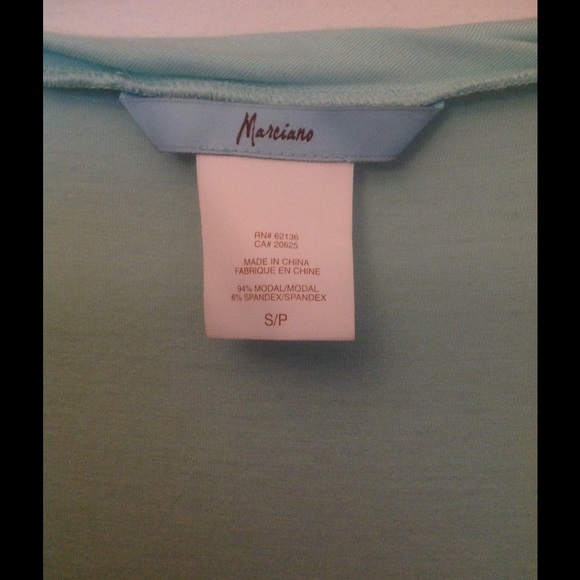 Marciano
RN# 62136
CA# 20625
MADE IN CHINA
FABRIQUE EN CHINE
94% MODAL/MODAL
6% SPANDEX/SPANDEX
S/P